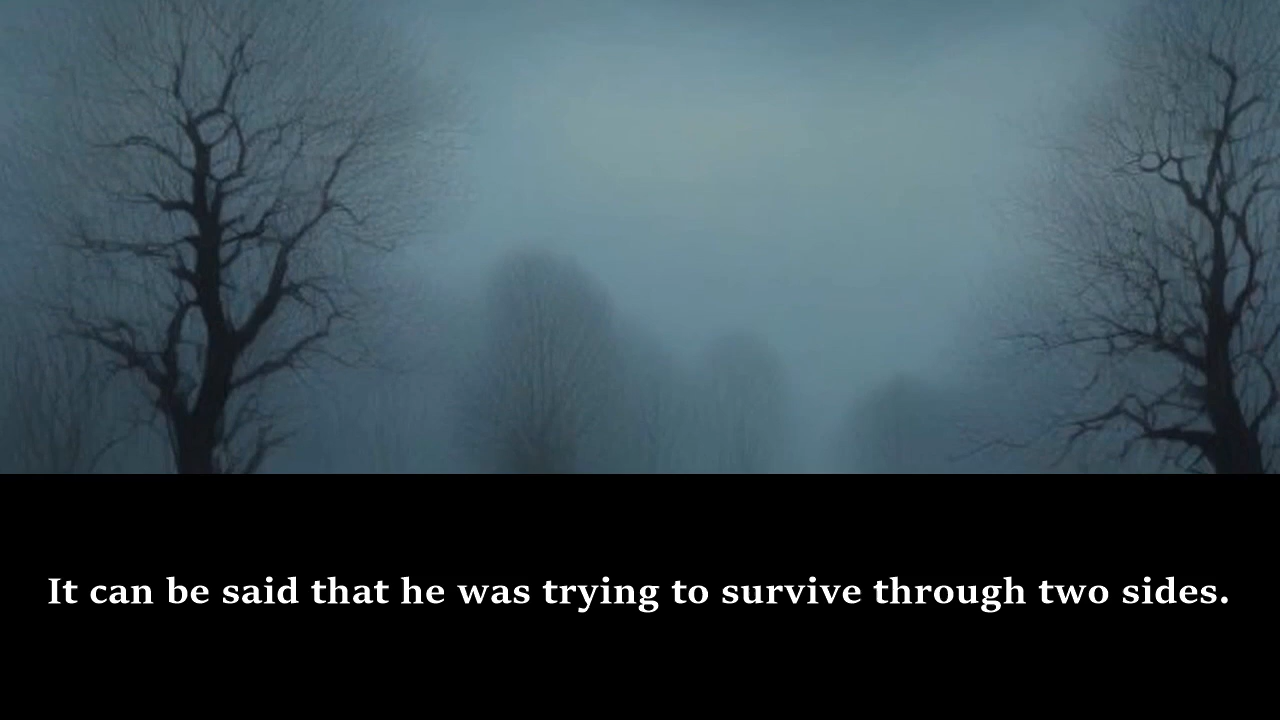 It can be said that he was trying to survive through two sides.